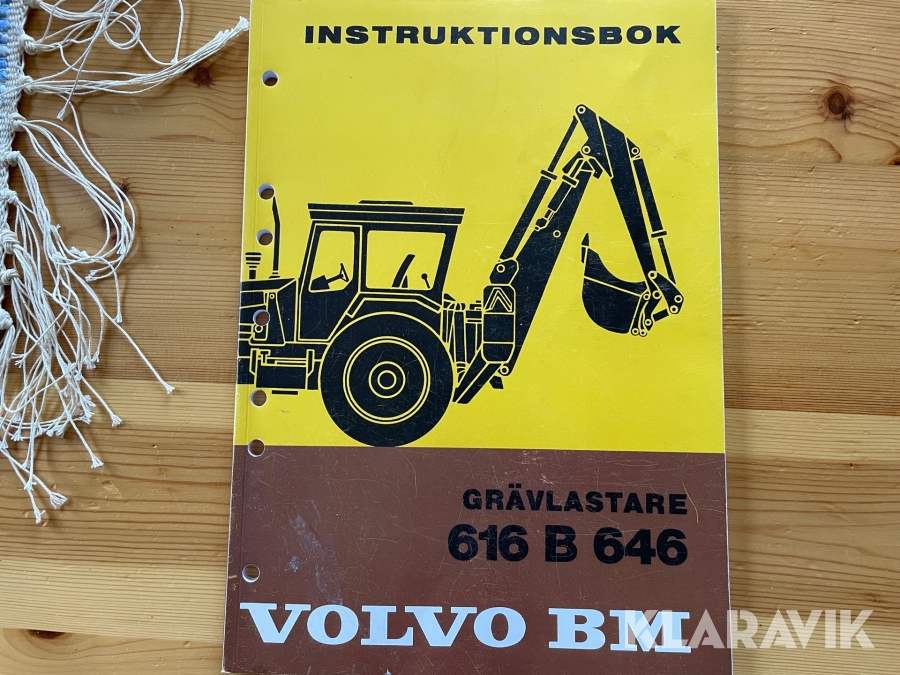 INSTRUKTIONSBOK
GRÄVLASTARE
616 B 646
VOLVO BM
KLARAVIK